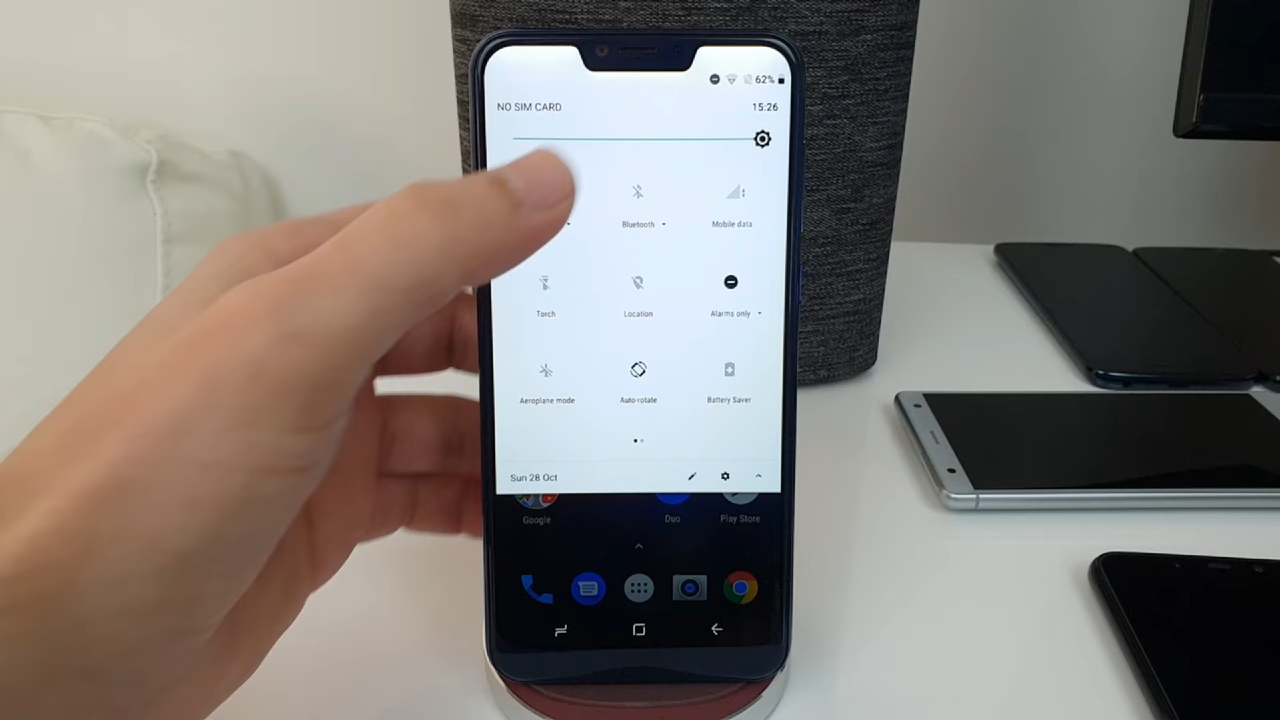 62%
NO SIM CARD 15:26
Bluetooth Mobile data
Torch Location Alarms only
Aeroplane mode Auto-rotate Battery Saver
Sun 28 Oct
Google Duo Play Store